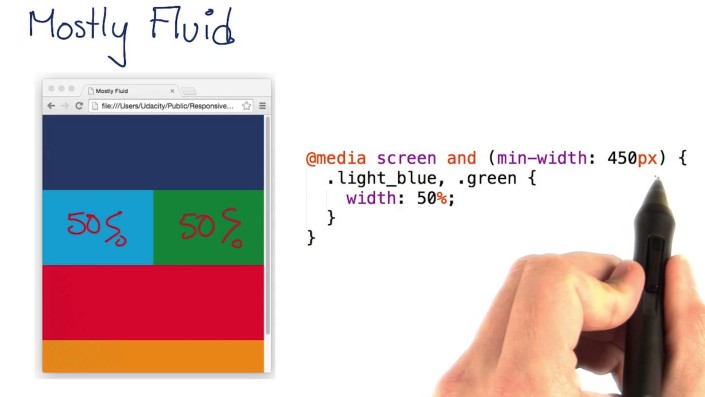 Mostly Fluid
Mostly Fluid
file:///Users/Udacity/Public/Responsive...
50% 50%
@media screen and (min-width: 450px) {
.light_blue, .green {
width: 50%;
}
}